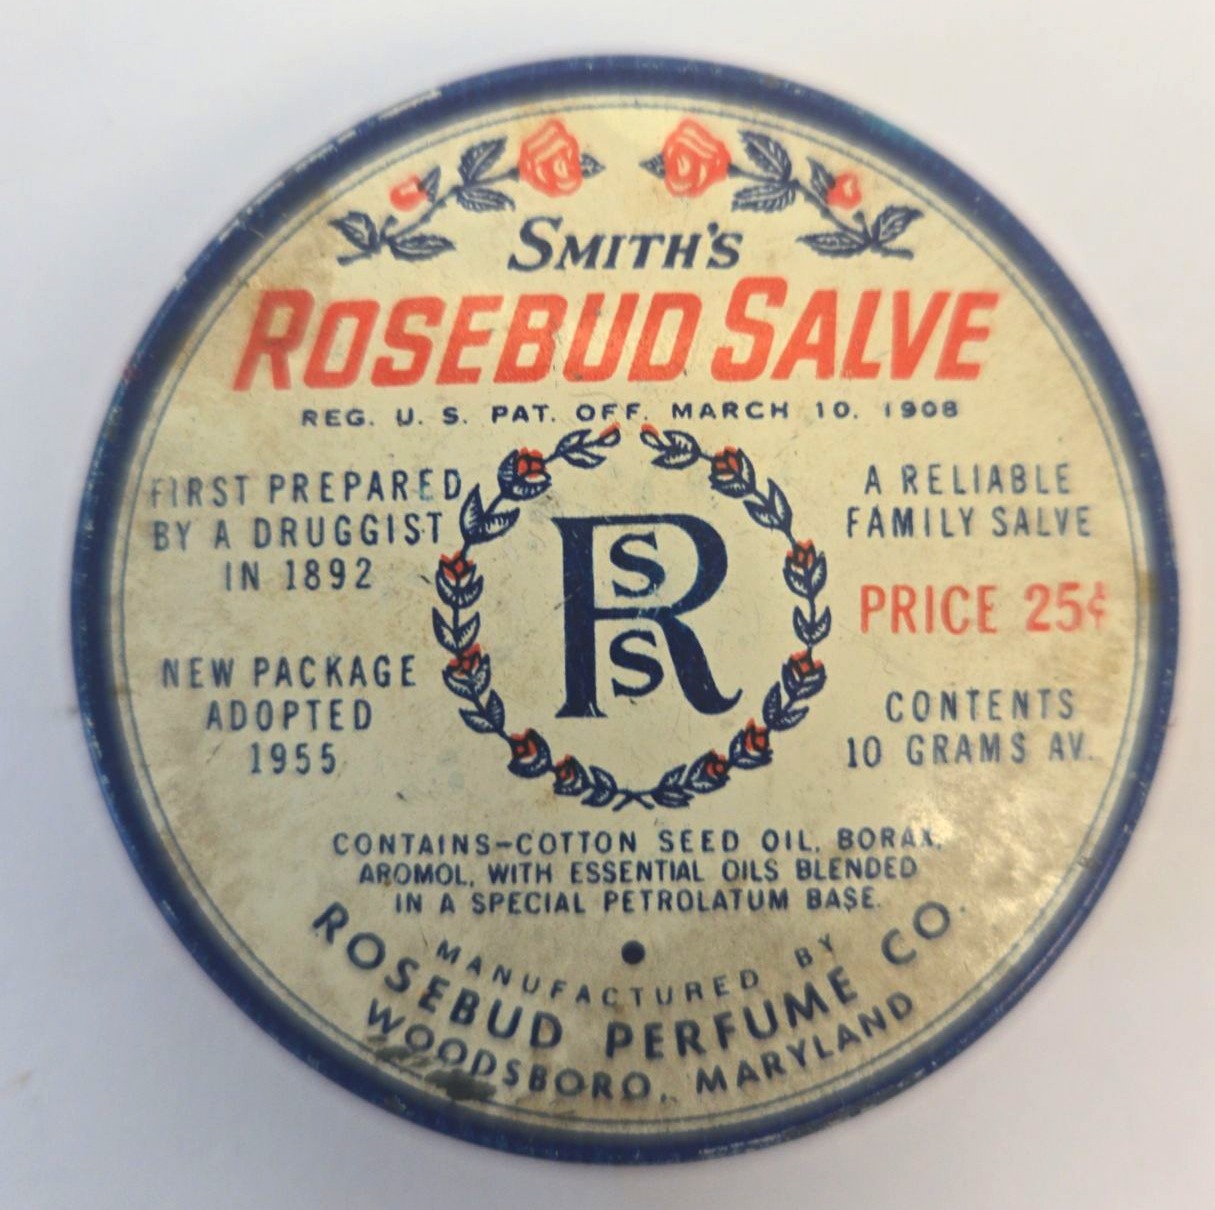 SMITH'S
ROSEBUD SALVE
REG. U. S. PAT. OFF. MARCH 10. 1908
FIRST PREPARED
BY A DRUGGIST
IN 1892
NEW PACKAGE
ADOPTED
1955
RSS
A RELIABLE
FAMILY SALVE
PRICE 25¢
CONTENTS
10 GRAMS AV.
CONTAINS-COTTON SEED OIL, BORAX,
AROMOL, WITH ESSENTIAL OILS BLENDED
IN A SPECIAL PETROLATUM BASE.
MANUFACTURED BY
ROSEBUD PERFUME CO.
WOODSBORO, MARYLAND